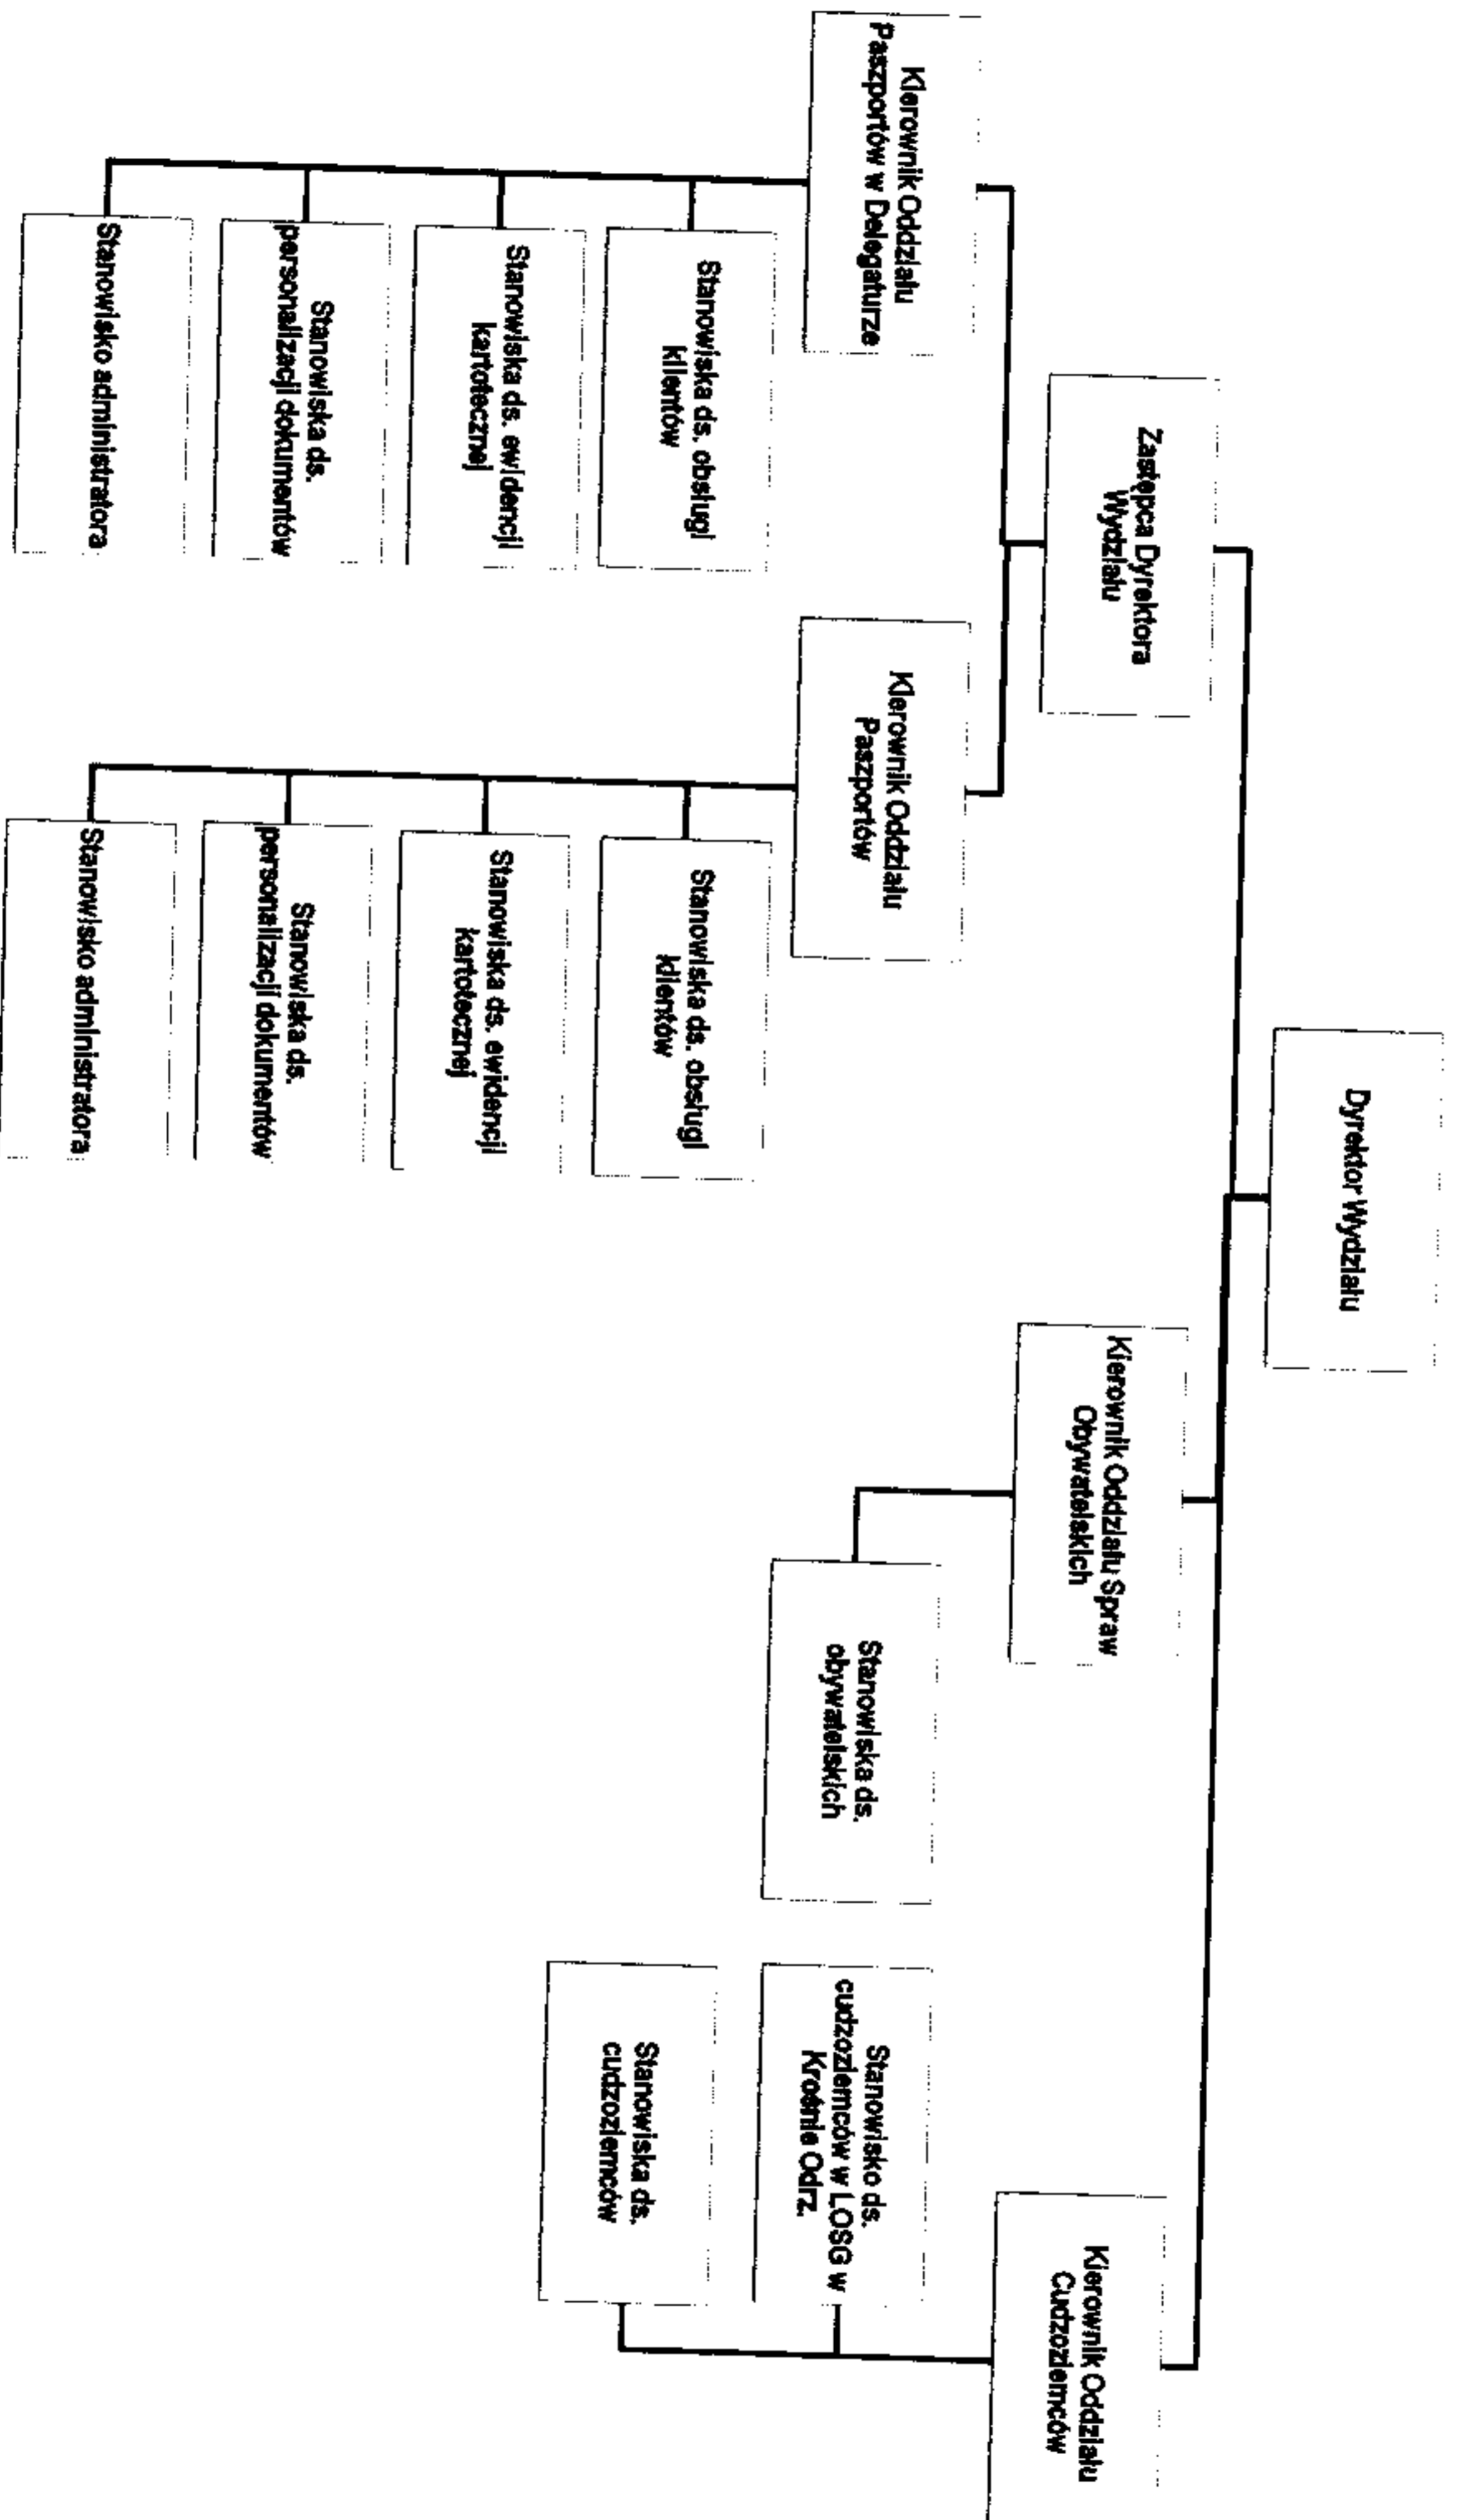 Dyrektor Wydziału
Zastępca Dyrektora
Wydziału
Kierownik Oddziału Spraw
Obywatelskich
Kierownik Oddziału
Cudzoziemców
Kierownik Oddziału
Paszportów w Delegaturze
Kierownik Oddziału
Paszportów
Stanowiska ds. obsługi
klientów
Stanowiska ds. ewidencji
kartotecznej
Stanowiska ds.
personalizacji dokumentów
Stanowisko administratora
Stanowiska ds. obsługi
klientów
Stanowiska ds. ewidencji
kartotecznej
Stanowiska ds.
personalizacji dokumentów
Stanowisko administratora
Stanowiska ds.
obywatelskich
Stanowisko ds.
cudzoziemców w LOSG w
Krośnie Odrz.
Stanowiska ds.
cudzoziemców